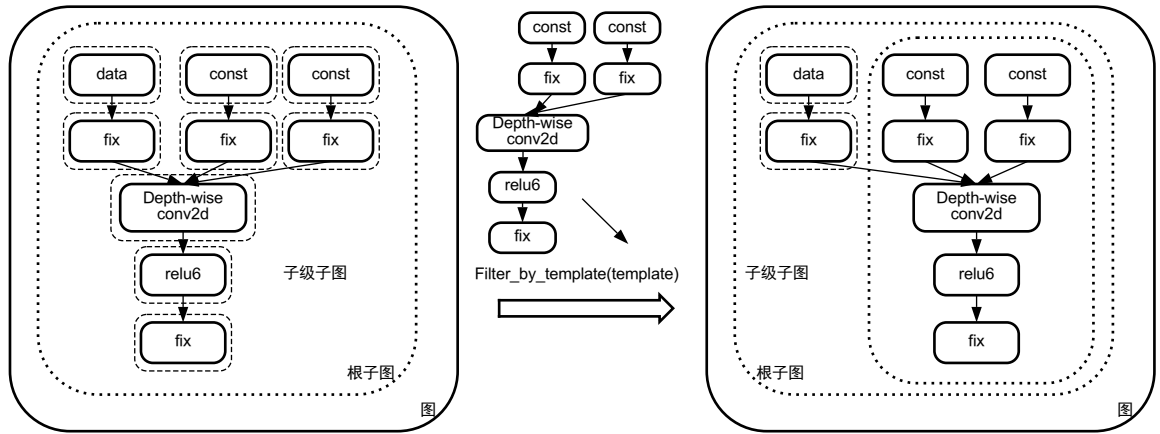 data
const
const
fix
fix
fix
Depth-wise
conv2d
relu6
子级子图
fix
根子图
图
const
const
fix
fix
Depth-wise
conv2d
relu6
fix
Filter_by_template(template)
data
const
const
fix
fix
fix
Depth-wise
conv2d
子级子图
relu6
fix
根子图
图